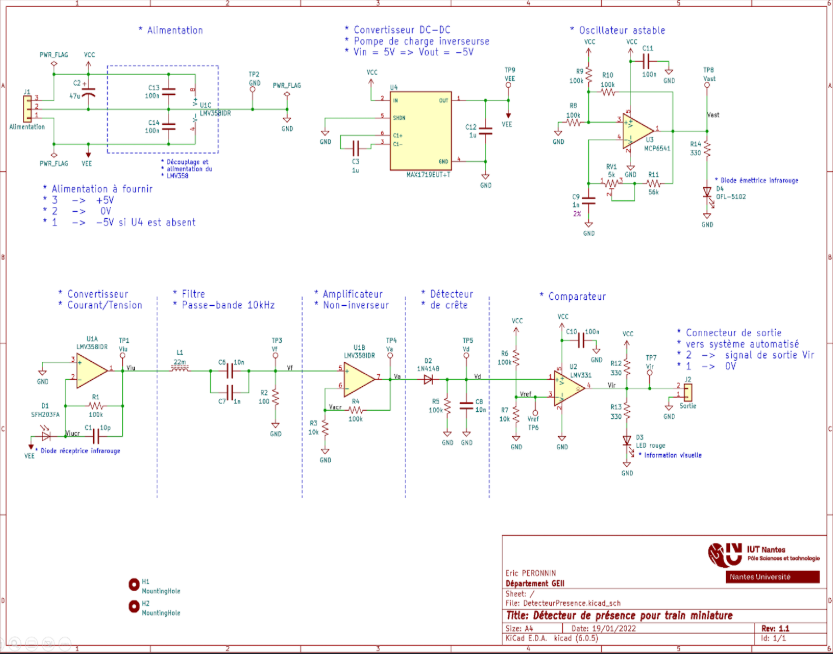 * Alimentation
PWR_FLAG
VCC
J1
3
2
1
Alimentation
C2
47u
C13
100n
C14
100n
U1C
LMV358IDR
8
V+
V-
4
TP2
GND
PWR_FLAG
GND
PWR_FLAG
VEE
* Découplage et
* alimentation du
LMV358
* Alimentation à fournir
* 3 -> +5V
* 2 -> 0V
* 1 -> -5V si U4 est absent
* Convertisseur DC-DC
* Pompe de charge inverseurse
* Vin = 5V => Vout = -5V
VCC
U4
IN
OUT
SHDN
C1+
C1-
GND
MAX1719EUT+T
GND
C3
1u
C12
1u
TP9
VEE
VEE
GND
* Oscillateur astable
VCC
VCC
R9
100k
R10
100k
C11
100n
GND
R8
100k
GND
U3
MCP6541
GND
RV1
5k
R11
56k
C9
1n
2%
GND
TP8
Vast
Vast
R14
330
* Diode émettrice infrarouge
D4
OFL-5102
GND
* Convertisseur
* Courant/Tension
U1A
LMV358IDR
TP1
Viu
Viu
GND
R1
100k
C1
10p
D1
SFH203FA
Viucr
VEE
* Diode réceptrice infrarouge
* Filtre
* Passe-bande 10kHz
L1
22m
C6
10n
C7
1n
TP3
Vf
Vf
R2
100
GND
* Amplificateur
* Non-inverseur
U1B
LMV358IDR
TP4
Va
Va
Vacr
R4
100k
R3
10k
GND
* Détecteur
* de crête
D2
1N4148
TP5
Vd
Vd
R5
100k
C8
10n
GND
GND
* Comparateur
VCC
R6
100k
Vref
R7
10k
GND
Vref
TP6
VCC
C10
100n
GND
U2
LMV331
GND
Vir
VCC
R12
330
R13
330
D3
LED rouge
* Information visuelle
GND
TP7
Vir
* Connecteur de sortie
* vers système automatisé
* 2 -> signal de sortie Vir
* 1 -> 0V
J2
2
1
Sortie
GND
H1
MountingHole
H2
MountingHole
IUT Nantes
Pôle Sciences et technologie
Nantes Université
Eric PERONNIN
Département GEII
Sheet: /
File: DetecteurPresence.kicad_sch
Title: Détecteur de présence pour train miniature
Size: A4
Date: 19/01/2022
Rev: 1.1
KiCad E.D.A. kicad (6.0.5)
Id: 1/1